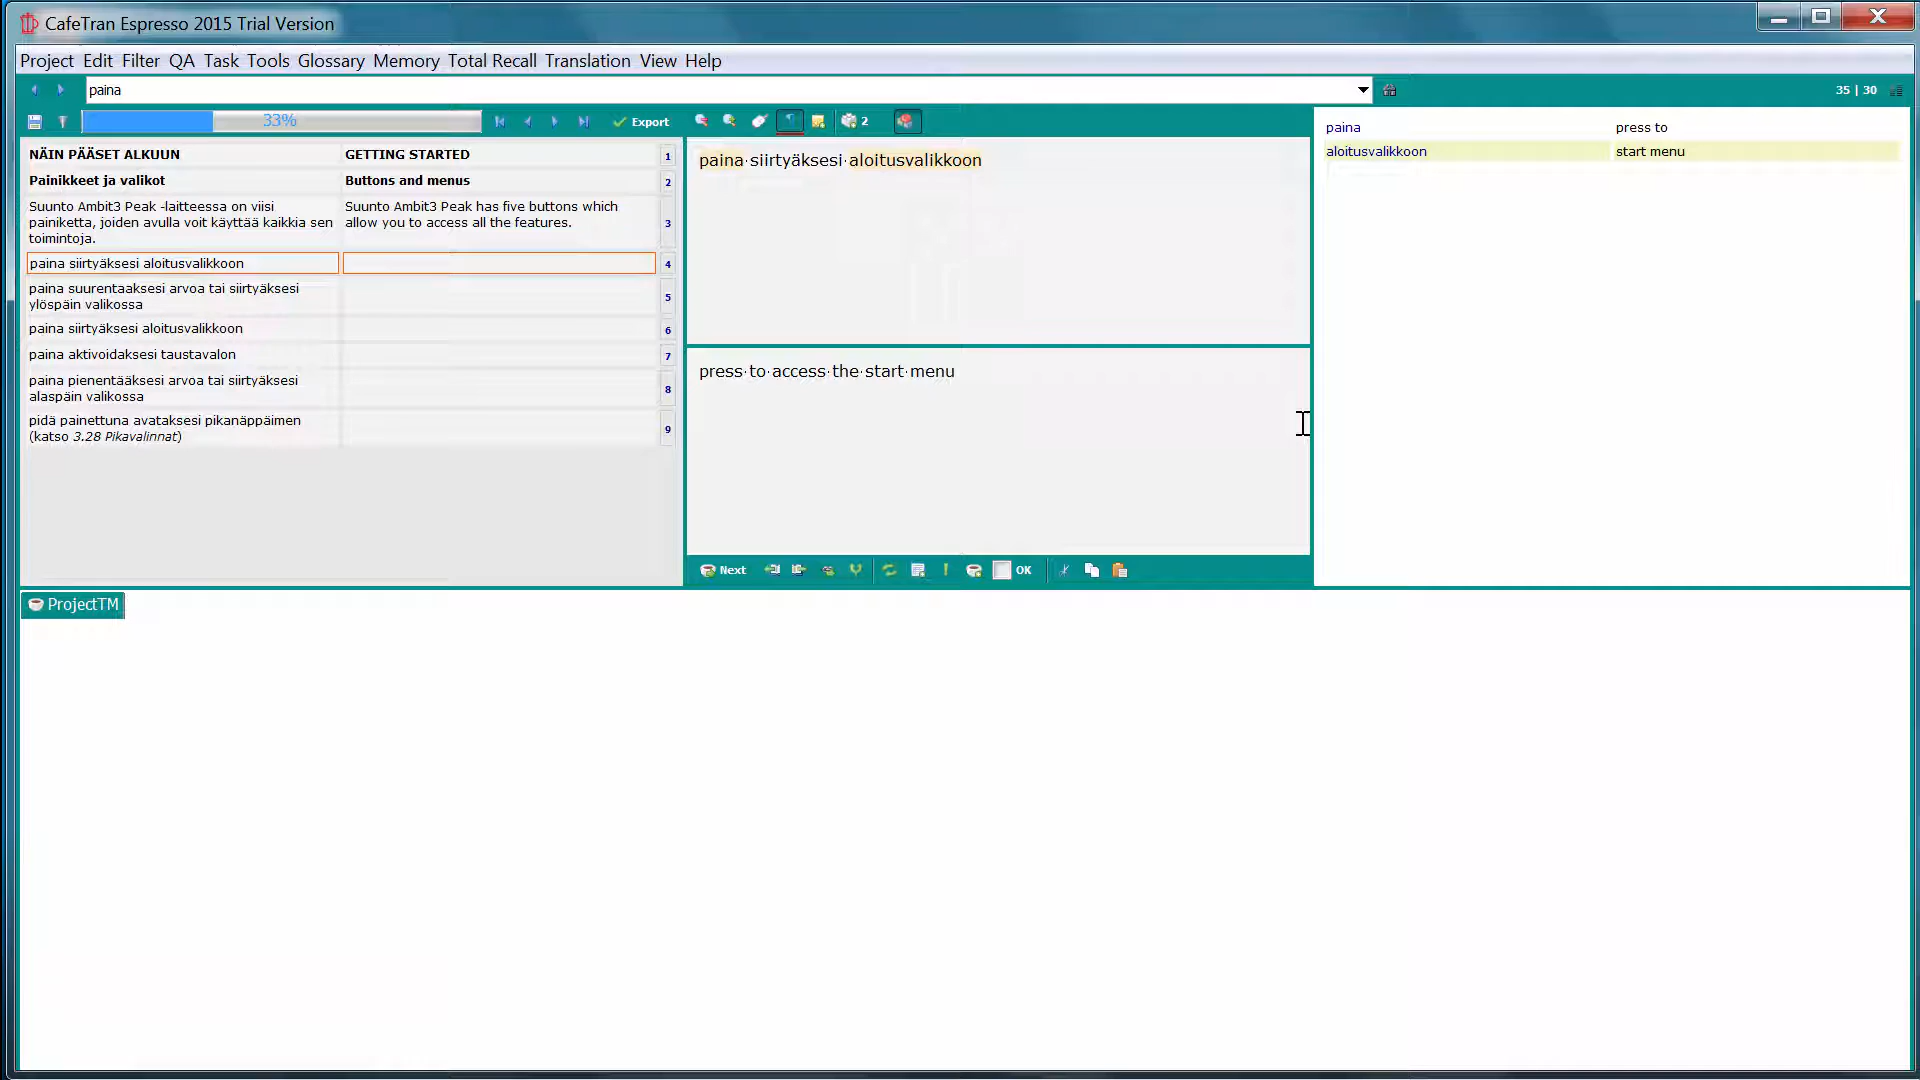 CafeTran Espresso 2015 Trial Version
Project Edit Filter QA Task Tools Glossary Memory Total Recall Translation View Help
paina
35 | 30
33%
Export
2
NÄIN PÄÄSET ALKUUN
GETTING STARTED
1
Painikkeet ja valikot
Buttons and menus
2
Suunto Ambit3 Peak -laitteessa on viisi
painiketta, joiden avulla voit käyttää kaikkia sen
toimintoja.
Suunto Ambit3 Peak has five buttons which
allow you to access all the features.
3
paina siirtyäksesi aloitusvalikkoon
4
paina suurentaaksesi arvoa tai siirtyäksesi
ylöspäin valikossa
5
paina siirtyäksesi aloitusvalikkoon
6
paina aktivoidaksesi taustavalon
7
paina pienentääksesi arvoa tai siirtyäksesi
alaspäin valikossa
8
pidä painettuna avataksesi pikanäppäimen
(katso 3.28 Pikavalinnat)
9
paina·siirtyäksesi·aloitusvalikkoon
press·to·access·the·start·menu
Next
OK
paina
press to
aloitusvalikkoon
start menu
ProjectTM